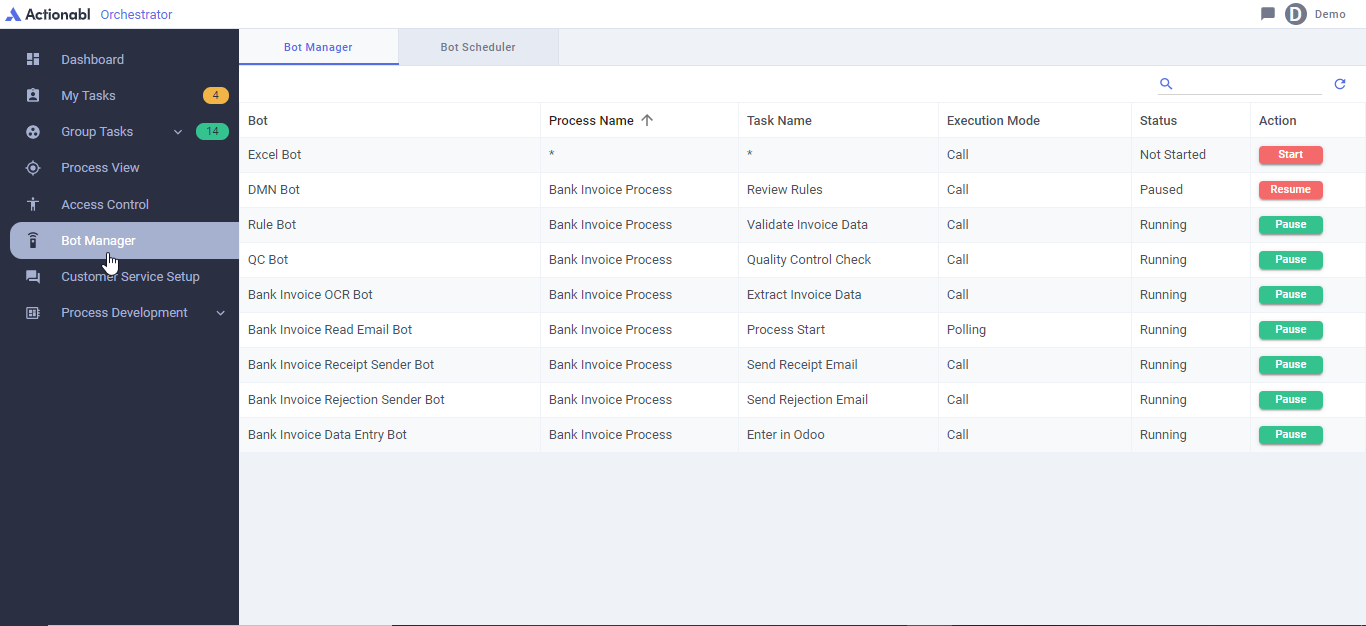 Actionabl Orchestrator
D Demo
Dashboard
My Tasks 4
Group Tasks 14
Process View
Access Control
Bot Manager
Customer Service Setup
Process Development
Bot Manager Bot Scheduler
Bot Process Name Task Name Execution Mode Status Action
Excel Bot * * Call Not Started Start
DMN Bot Bank Invoice Process Review Rules Call Paused Resume
Rule Bot Bank Invoice Process Validate Invoice Data Call Running Pause
QC Bot Bank Invoice Process Quality Control Check Call Running Pause
Bank Invoice OCR Bot Bank Invoice Process Extract Invoice Data Call Running Pause
Bank Invoice Read Email Bot Bank Invoice Process Process Start Polling Running Pause
Bank Invoice Receipt Sender Bot Bank Invoice Process Send Receipt Email Call Running Pause
Bank Invoice Rejection Sender Bot Bank Invoice Process Send Rejection Email Call Running Pause
Bank Invoice Data Entry Bot Bank Invoice Process Enter in Odoo Call Running Pause